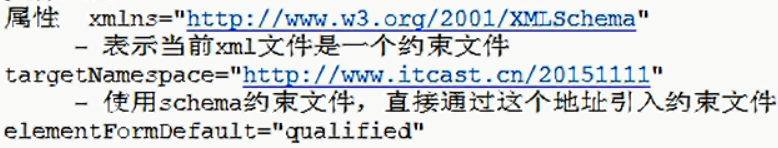 属性 xmlns="http://www.w3.org/2001/XMLSchema"
- 表示当前xml文件是一个约束文件
targetNamespace="http://www.itcast.cn/20151111"
- 使用schema约束文件，直接通过这个地址引入约束文件
elementFormDefault="qualified"